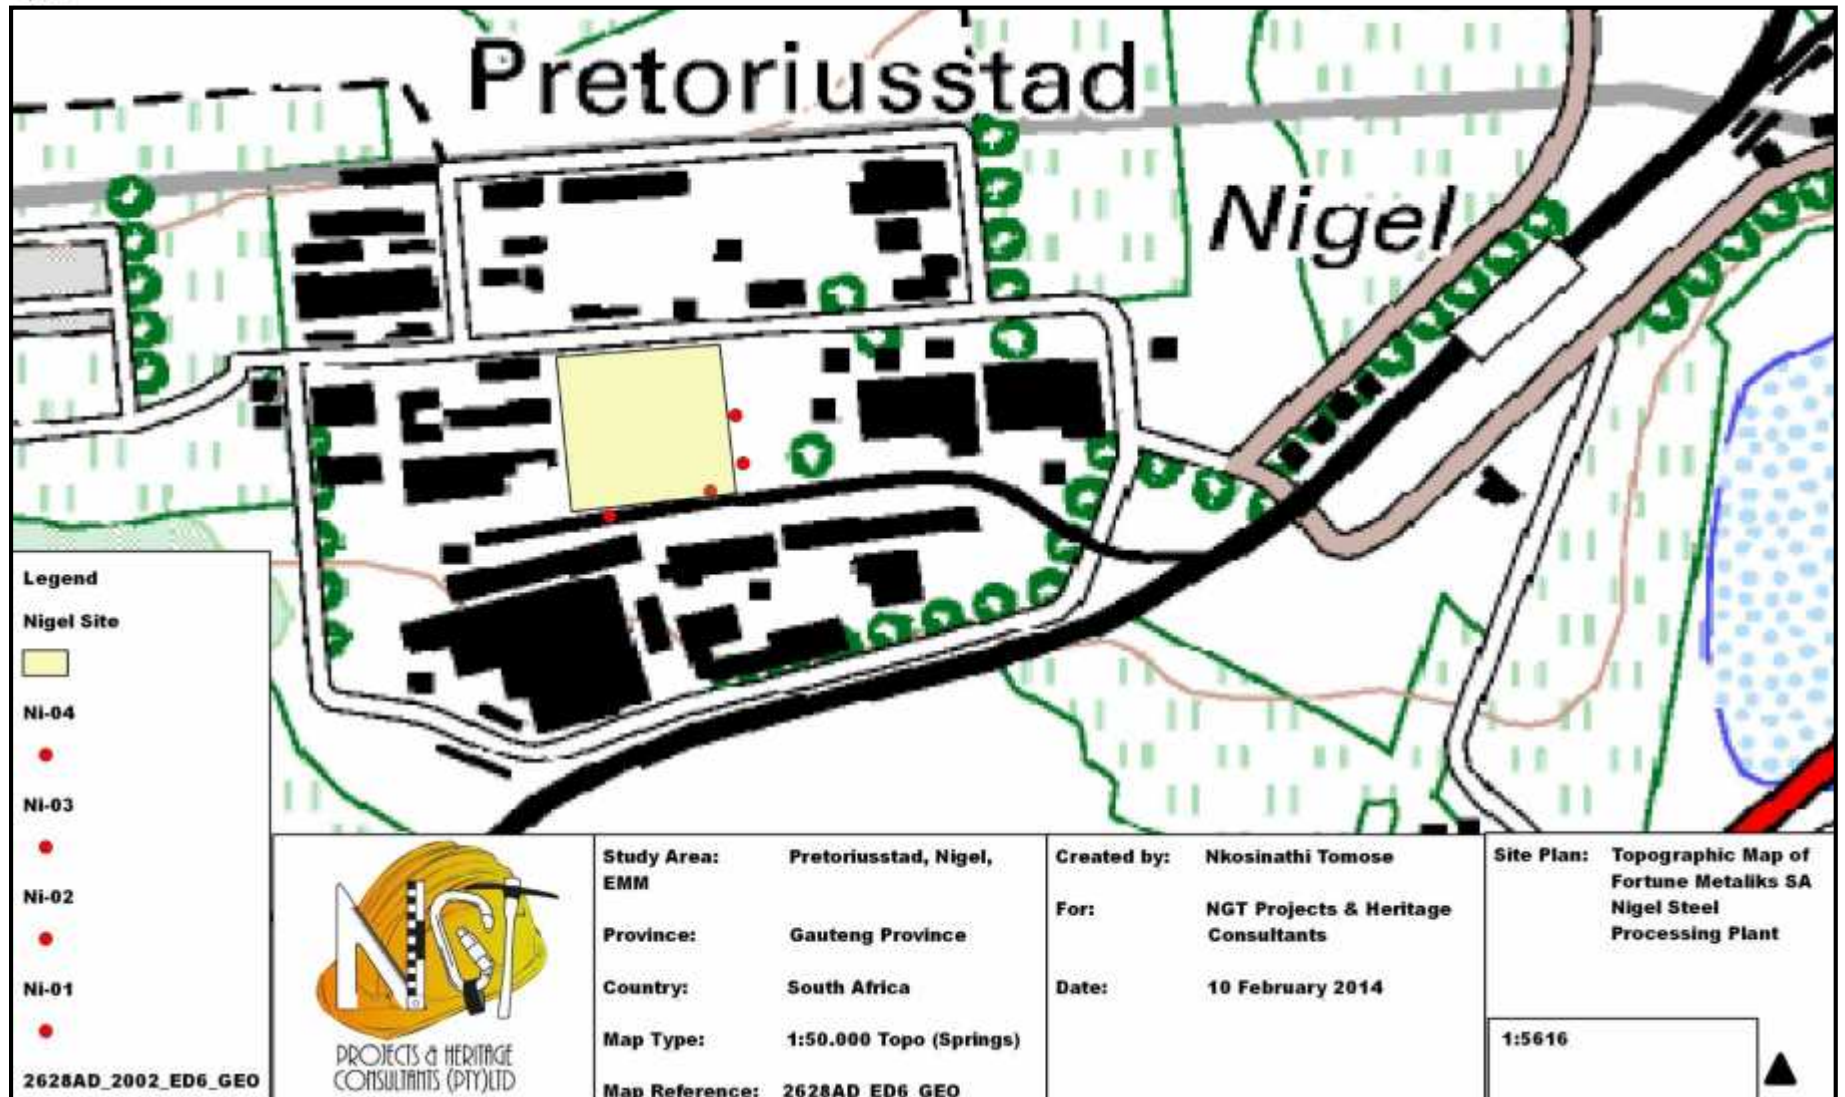 Pretoriusstad
Nigel
Legend
Nigel Site
Ni-04
Ni-03
Ni-02
Ni-01
2628AD_2002_ED6_GEO
NGT
PROJECTS & HERITAGE
CONSULTANTS (PTY)LTD
Study Area: Pretoriusstad, Nigel,
EMM
Province: Gauteng Province
Country: South Africa
Map Type: 1:50.000 Topo (Springs)
Map Reference: 2628AD_ED6_GEO
Created by: Nkosinathi Tomose
For: NGT Projects & Heritage
Consultants
Date: 10 February 2014
Site Plan: Topographic Map of
Fortune Metaliks SA
Nigel Steel
Processing Plant
1:5616